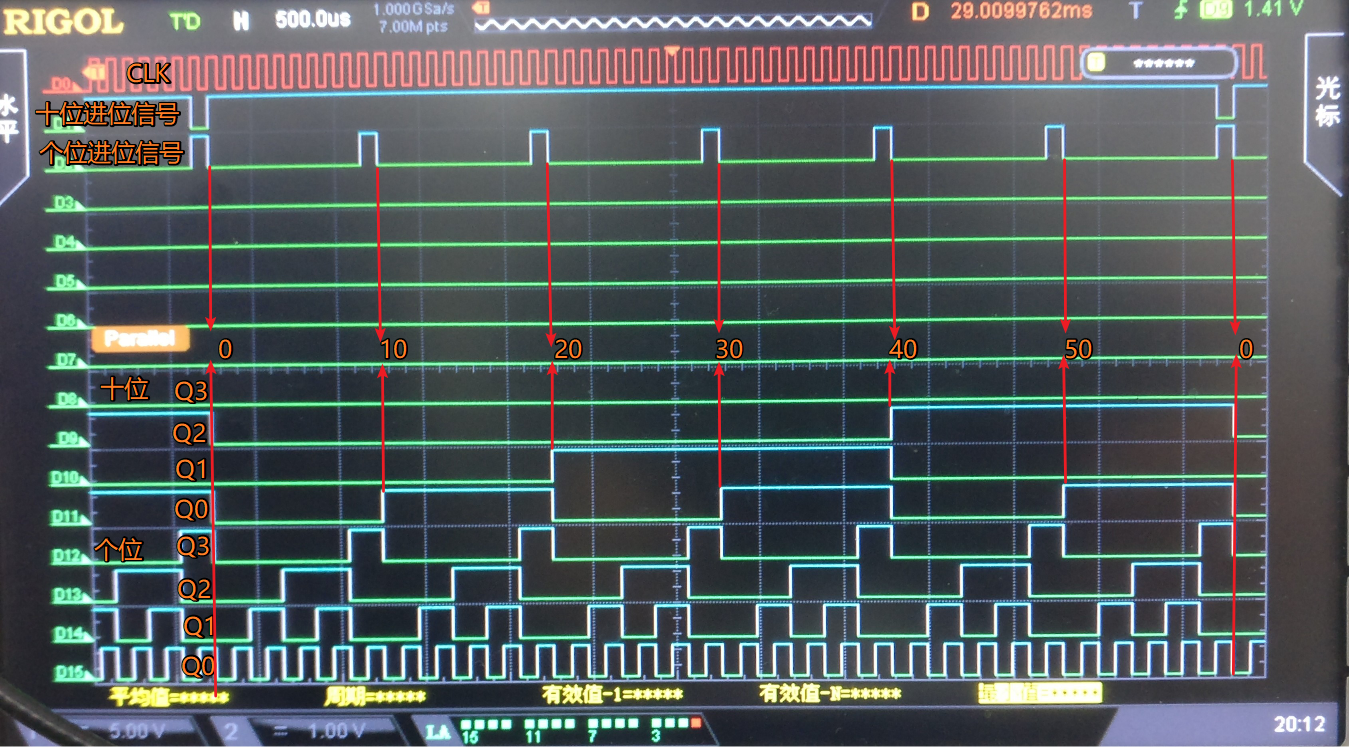 RIGOL T'D H 500.0us 1.000GSa/s 7.00M pts D 29.0099762ms T D9 1.41 V
D0 CLK ******
水平
光标
十位进位信号
个位进位信号
D3
D4
D5
D6
Parallel
D7 0 10 20 30 40 50 0
十位 Q3
D8
Q2
D9
Q1
D10
Q0
D11
个位 Q3
D12
Q2
D13
Q1
D14
Q0
D15
平均值=***** 周期=***** 有效值-1=***** 有效值-N=*****
5.00 V 2 = 1.00 V LA 15 11 7 3 20:12